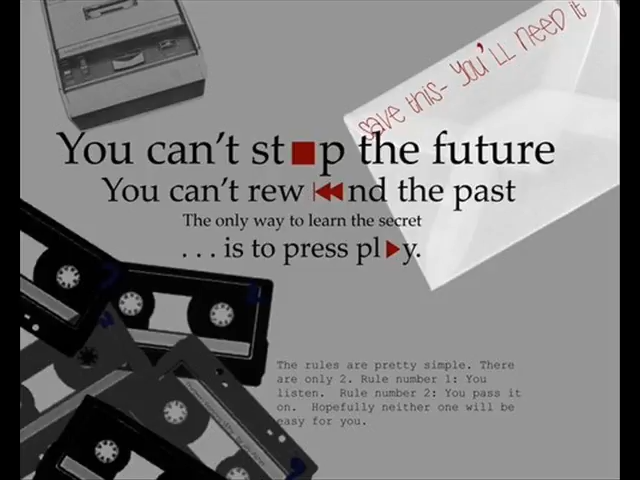 save this- you'll need it
You can't st■p the future
You can't rew⏮nd the past
The only way to learn the secret
. . . is to press pl▶y.
The rules are pretty simple. There
are only 2. Rule number 1: You
listen. Rule number 2: You pass it
on. Hopefully neither one will be
easy for you.